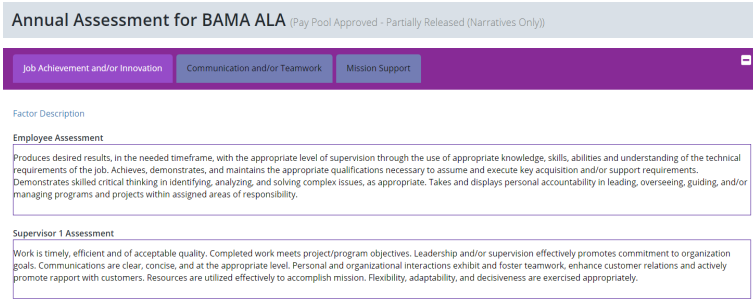 Annual Assessment for BAMA ALA (Pay Pool Approved - Partially Released (Narratives Only))
Job Achievement and/or Innovation
Communication and/or Teamwork
Mission Support
Factor Description
Employee Assessment
Produces desired results, in the needed timeframe, with the appropriate level of supervision through the use of appropriate knowledge, skills, abilities and understanding of the technical
requirements of the job. Achieves, demonstrates, and maintains the appropriate qualifications necessary to assume and execute key acquisition and/or support requirements.
Demonstrates skilled critical thinking in identifying, analyzing, and solving complex issues, as appropriate. Takes and displays personal accountability in leading, overseeing, guiding, and/or
managing programs and projects within assigned areas of responsibility.
Supervisor 1 Assessment
Work is timely, efficient and of acceptable quality. Completed work meets project/program objectives. Leadership and/or supervision effectively promotes commitment to organization
goals. Communications are clear, concise, and at the appropriate level. Personal and organizational interactions exhibit and foster teamwork, enhance customer relations and actively
promote rapport with customers. Resources are utilized effectively to accomplish mission. Flexibility, adaptability, and decisiveness are exercised appropriately.